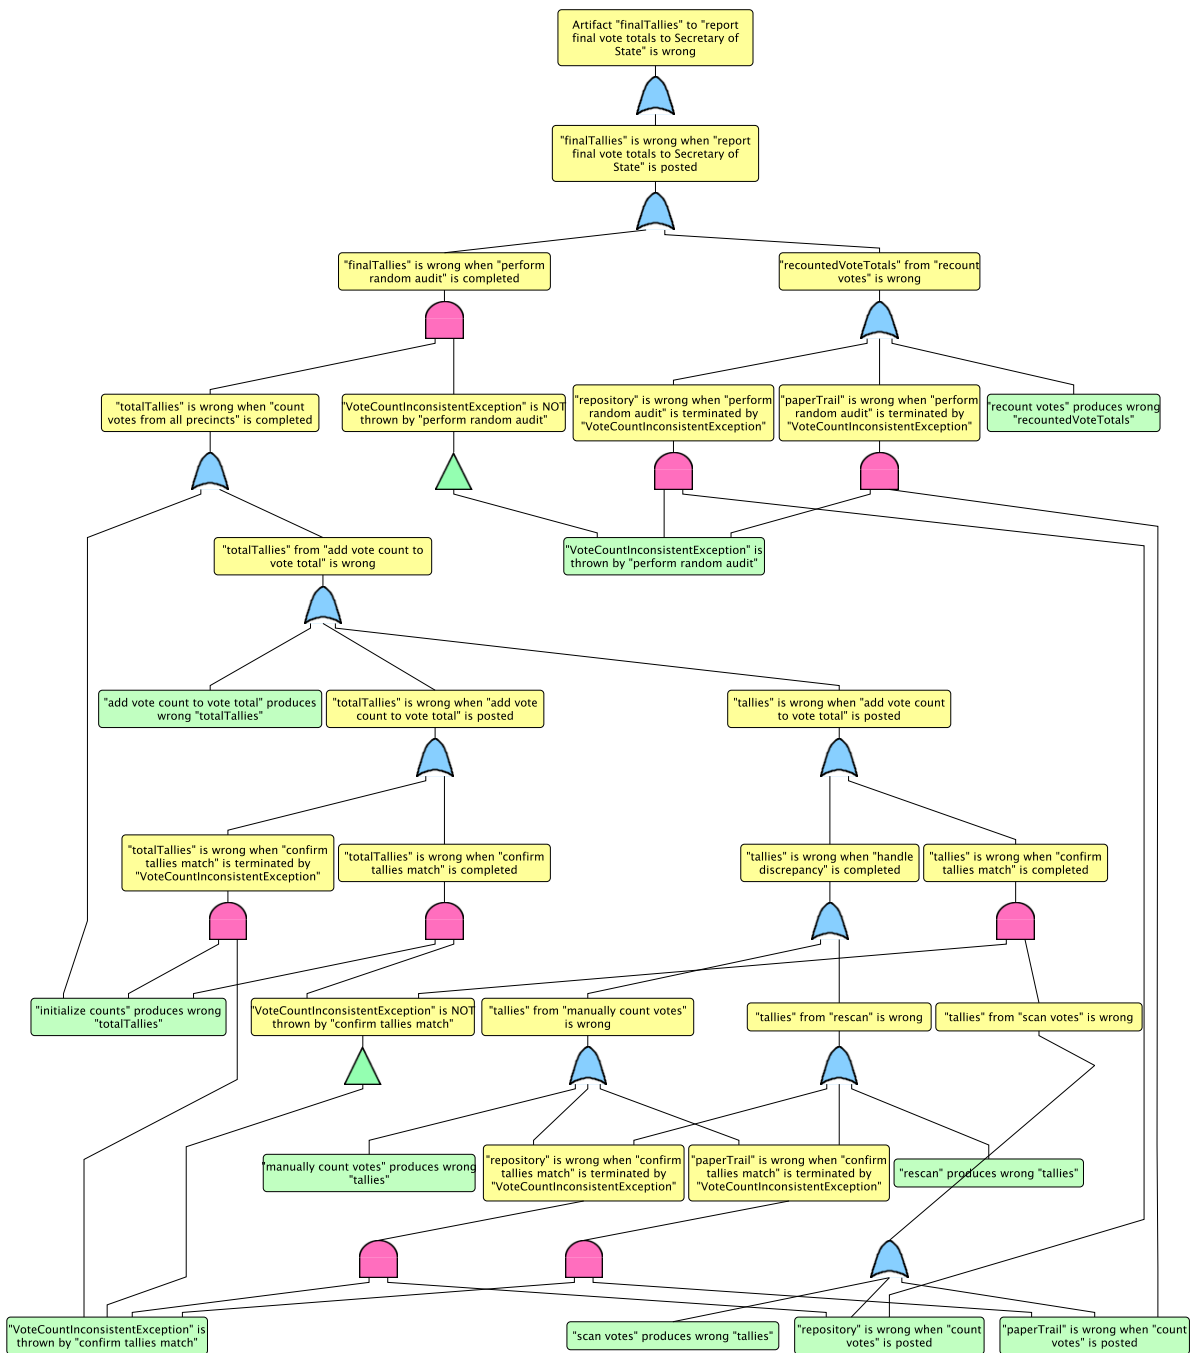 Artifact "finalTallies" to "report
final vote totals to Secretary of
State" is wrong
"finalTallies" is wrong when "report
final vote totals to Secretary of
State" is posted
"finalTallies" is wrong when "perform
random audit" is completed
"recountedVoteTotals" from "recount
votes" is wrong
"totalTallies" is wrong when "count
votes from all precincts" is completed
"VoteCountInconsistentException" is NOT
thrown by "perform random audit"
"repository" is wrong when "perform
random audit" is terminated by
"VoteCountInconsistentException"
"paperTrail" is wrong when "perform
random audit" is terminated by
"VoteCountInconsistentException"
"recount votes" produces wrong
"recountedVoteTotals"
"totalTallies" from "add vote count to
vote total" is wrong
"VoteCountInconsistentException" is
thrown by "perform random audit"
"add vote count to vote total" produces
wrong "totalTallies"
"totalTallies" is wrong when "add vote
count to vote total" is posted
"tallies" is wrong when "add vote count
to vote total" is posted
"totalTallies" is wrong when "confirm
tallies match" is terminated by
"VoteCountInconsistentException"
"totalTallies" is wrong when "confirm
tallies match" is completed
"tallies" is wrong when "handle
discrepancy" is completed
"tallies" is wrong when "confirm
tallies match" is completed
"initialize counts" produces wrong
"totalTallies"
"VoteCountInconsistentException" is NOT
thrown by "confirm tallies match"
"tallies" from "manually count votes"
is wrong
"tallies" from "rescan" is wrong
"tallies" from "scan votes" is wrong
"manually count votes" produces wrong
"tallies"
"repository" is wrong when "confirm
tallies match" is terminated by
"VoteCountInconsistentException"
"paperTrail" is wrong when "confirm
tallies match" is terminated by
"VoteCountInconsistentException"
"rescan" produces wrong "tallies"
"VoteCountInconsistentException" is
thrown by "confirm tallies match"
"scan votes" produces wrong "tallies"
"repository" is wrong when "count
votes" is posted
"paperTrail" is wrong when "count
votes" is posted